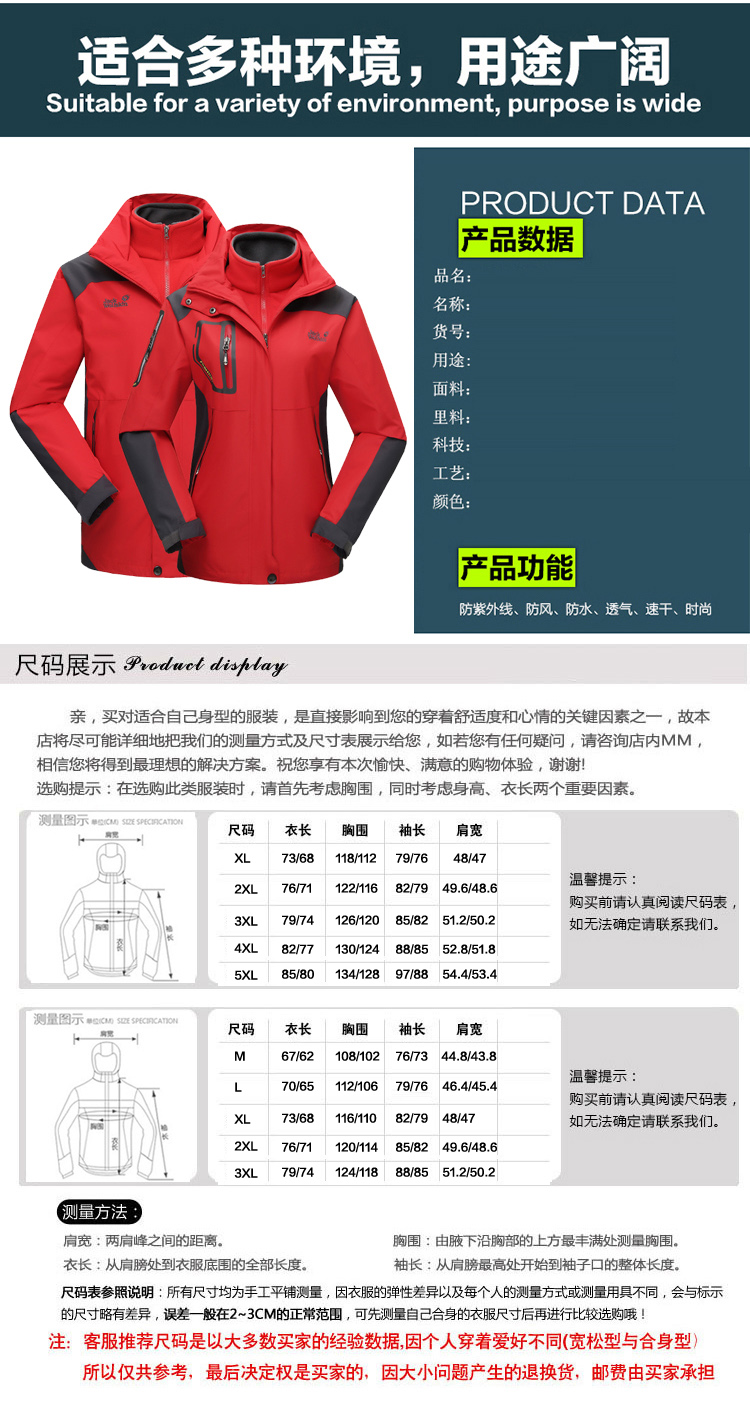 适合多种环境，用途广阔
Suitable for a variety of environment, purpose is wide
PRODUCT DATA
产品数据
品名:
名称:
货号:
用途:
面料:
里料:
科技:
工艺:
颜色:
产品功能
防紫外线、防风、防水、透气、速干、时尚
尺码展示 Product display
亲，买对适合自己身型的服装，是直接影响到您的穿着舒适度和心情的关键因素之一，故本
店将尽可能详细地把我们的测量方式及尺寸表展示给您，如若您有任何疑问，请咨询店内MM，
相信您将得到最理想的解决方案。祝您享有本次愉快、满意的购物体验，谢谢!
选购提示：在选购此类服装时，请首先考虑胸围，同时考虑身高、衣长两个重要因素。
测量图示 单位(CM) SIZE SPECIFICATION
肩宽
胸围
衣长
袖长
尺码 衣长 胸围 袖长 肩宽
XL 73/68 118/112 79/76 48/47
2XL 76/71 122/116 82/79 49.6/48.6
3XL 79/74 126/120 85/82 51.2/50.2
4XL 82/77 130/124 88/85 52.8/51.8
5XL 85/80 134/128 97/88 54.4/53.4
温馨提示：
购买前请认真阅读尺码表，
如无法确定请联系我们。
测量图示 单位(CM) SIZE SPECIFICATION
肩宽
胸围
衣长
袖长
尺码 衣长 胸围 袖长 肩宽
M 67/62 108/102 76/73 44.8/43.8
L 70/65 112/106 79/76 46.4/45.4
XL 73/68 116/110 82/79 48/47
2XL 76/71 120/114 85/82 49.6/48.6
3XL 79/74 124/118 88/85 51.2/50.2
温馨提示：
购买前请认真阅读尺码表，
如无法确定请联系我们。
测量方法：
肩宽：两肩峰之间的距离。
胸围：由腋下沿胸部的上方最丰满处测量胸围。
衣长：从肩膀处到衣服底围的全部长度。
袖长：从肩膀最高处开始到袖子口的整体长度。
尺码表参照说明：所有尺寸均为手工平铺测量，因衣服的弹性差异以及每个人的测量方式或测量用具不同，会与标示
的尺寸略有差异，误差一般在2~3CM的正常范围，可先测量自己合身的衣服尺寸后再进行比较选购哦！
注：客服推荐尺码是以大多数买家的经验数据,因个人穿着爱好不同(宽松型与合身型）
所以仅共参考，最后决定权是买家的，因大小问题产生的退换货，邮费由买家承担